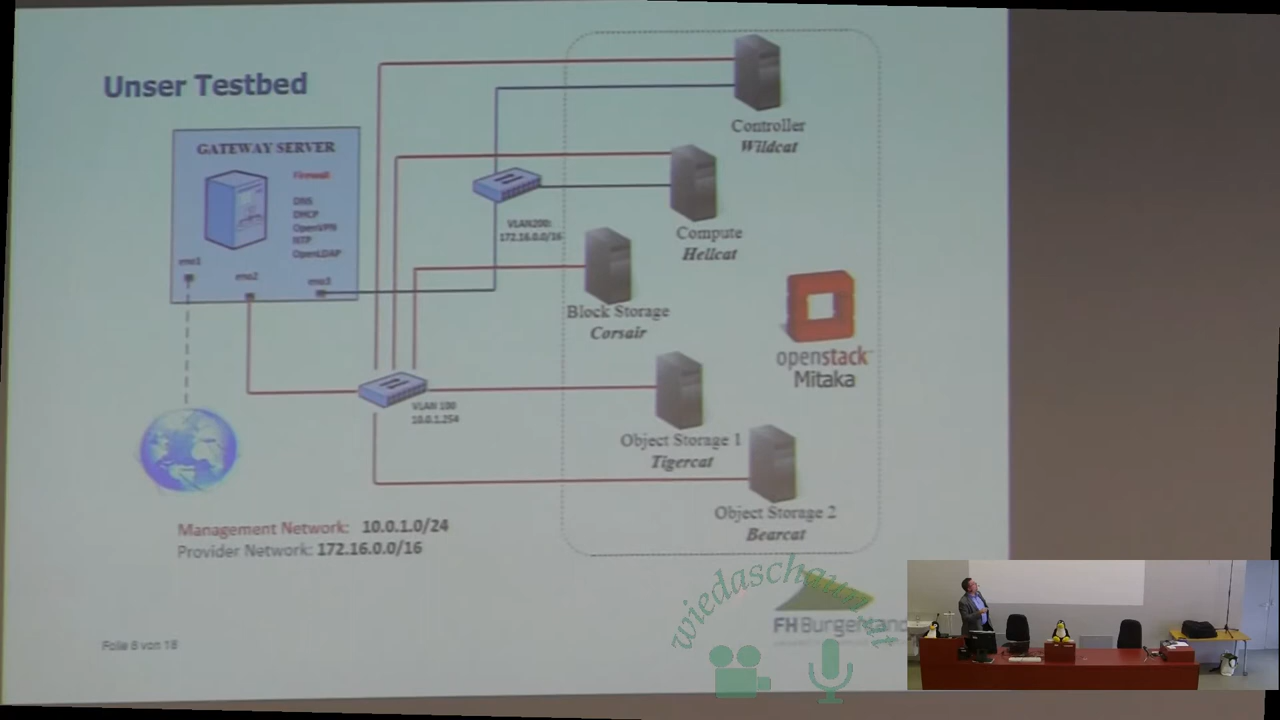 Unser Testbed
GATEWAY SERVER
Firewall
DNS
DHCP
OpenVPN
NTP
OpenLDAP
eno1
eno2
eno3
Controller
Wildcat
VLAN200:
172.16.0.0/16
Compute
Hellcat
Block Storage
Corsair
openstack
Mitaka
VLAN 100
10.0.1.254
Object Storage 1
Tigercat
Object Storage 2
Bearcat
Management Network: 10.0.1.0/24
Provider Network: 172.16.0.0/16
Folie 8 von 18
FH Burgenland